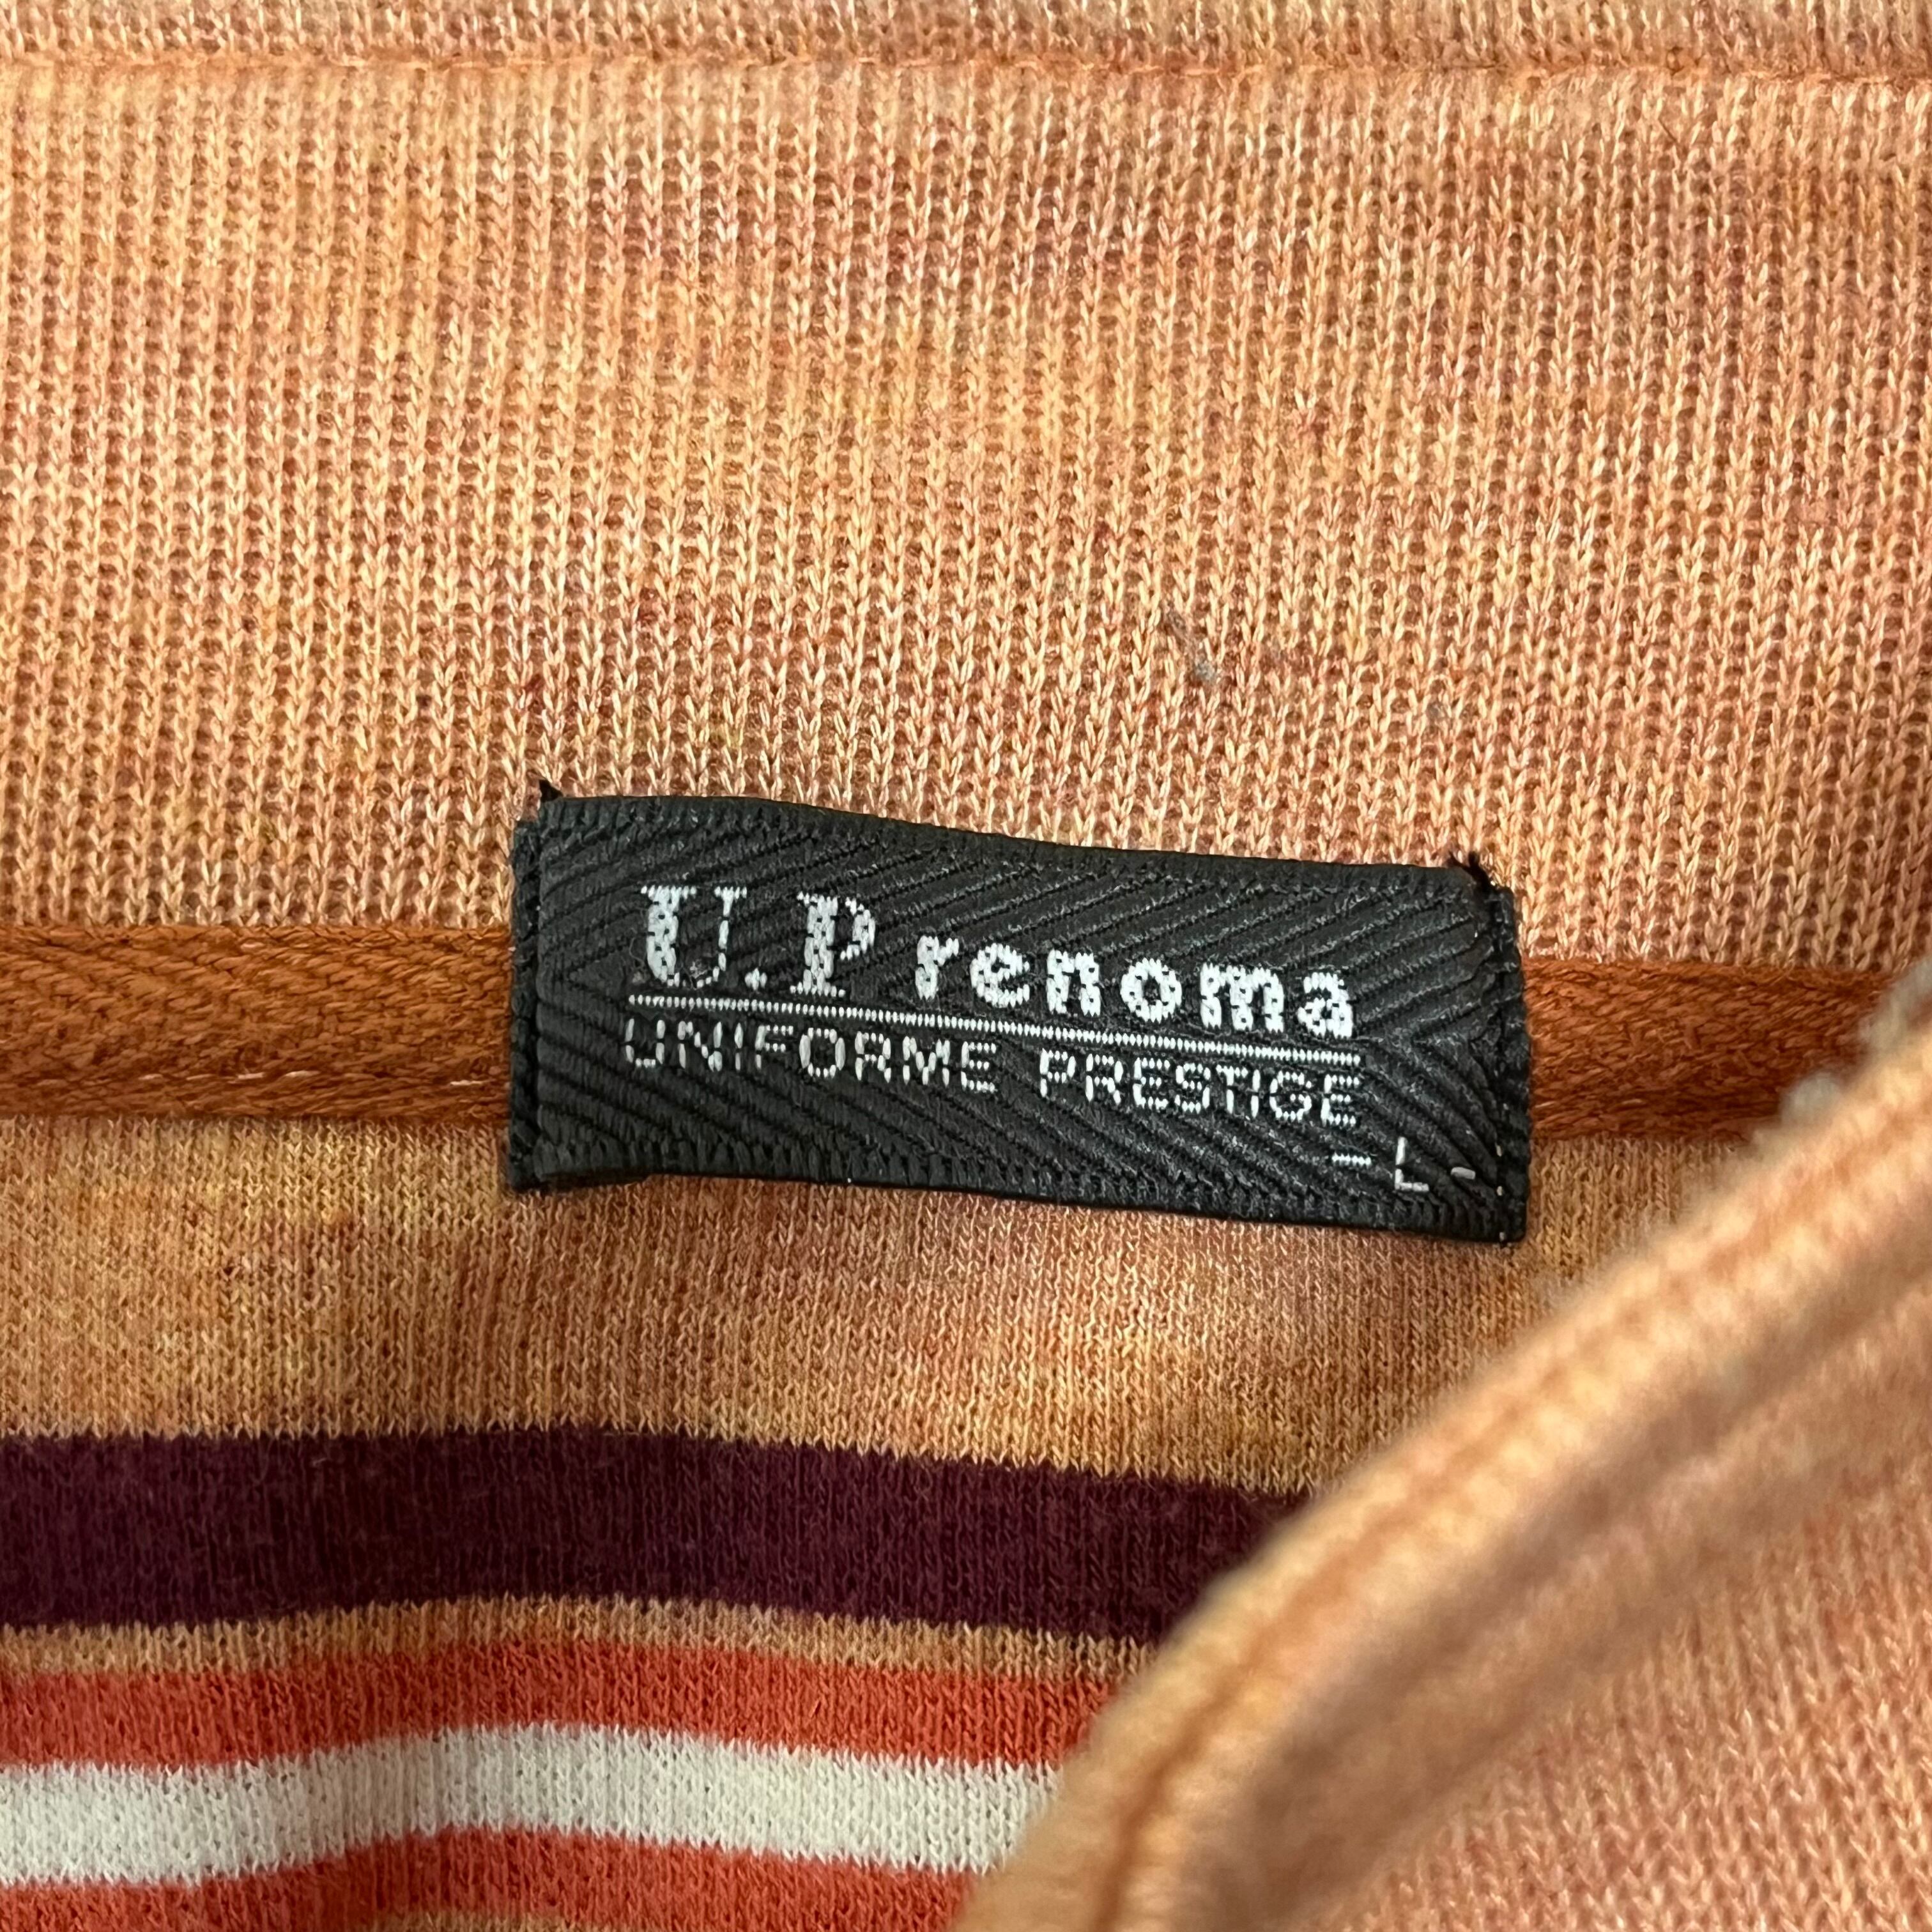 U.P renoma
UNIFORME PRESTIGE
- L -